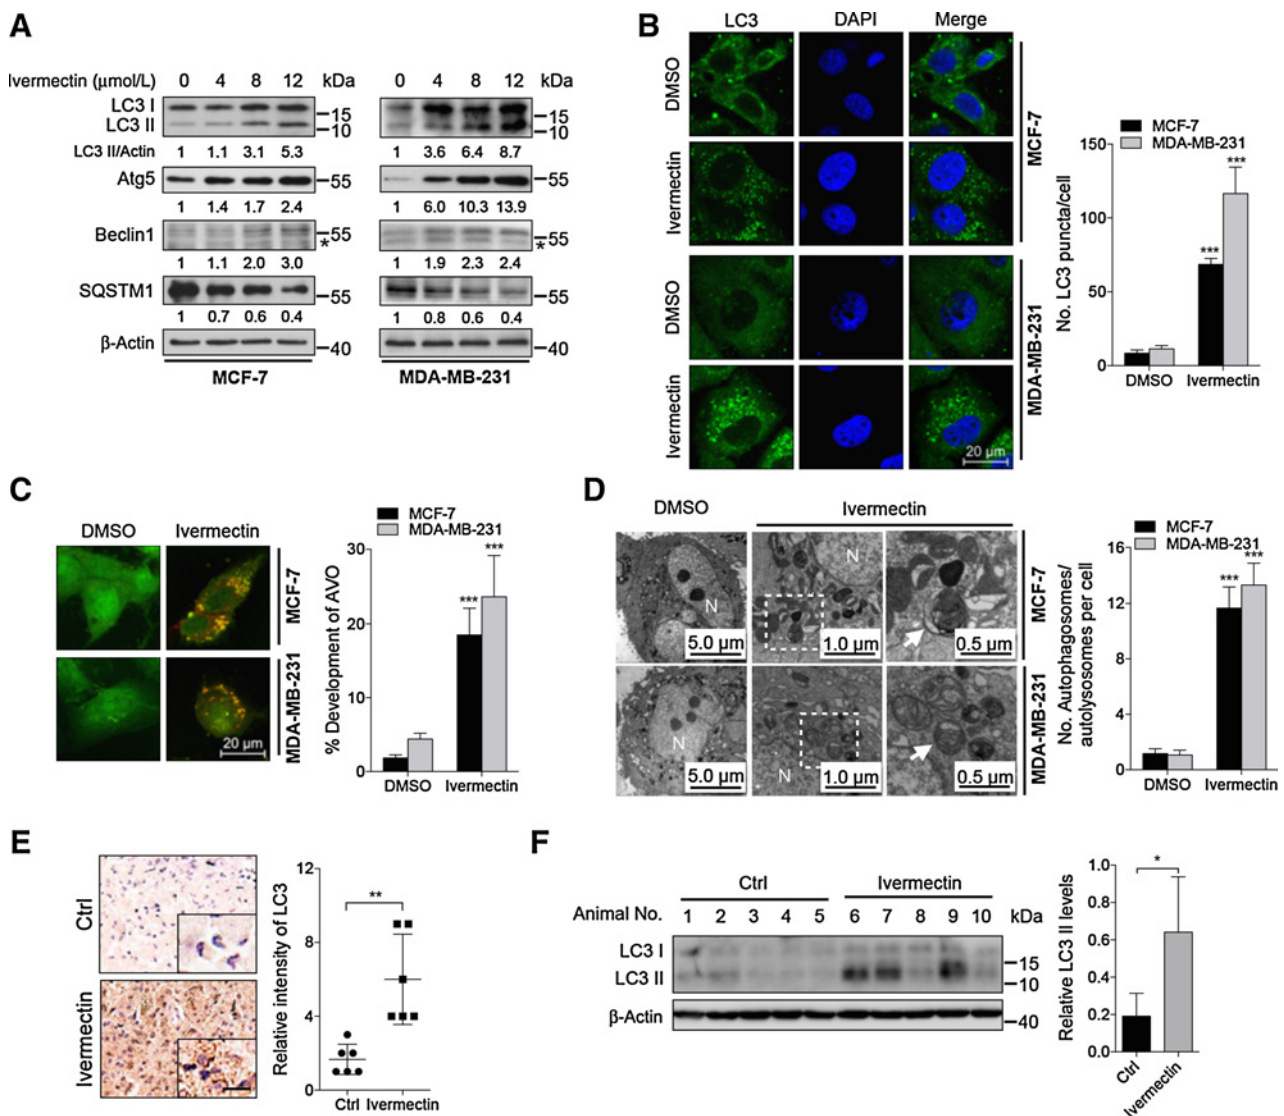 A
Ivermectin (μmol/L) 0 4 8 12 kDa 0 4 8 12 kDa
LC3 I
LC3 II
15
10
15
10
LC3 II/Actin 1 1.1 3.1 5.3 1 3.6 6.4 8.7
Atg5 55 55
1 1.4 1.7 2.4 1 6.0 10.3 13.9
Beclin1 55 * 55 *
1 1.1 2.0 3.0 1 1.9 2.3 2.4
SQSTM1 55 55
1 0.7 0.6 0.4 1 0.8 0.6 0.4
β-Actin 40 40
MCF-7 MDA-MB-231
B
LC3 DAPI Merge
DMSO
Ivermectin
MCF-7
DMSO
Ivermectin
MDA-MB-231
20 μm
MCF-7
MDA-MB-231
No. LC3 puncta/cell
150
100
50
0
***
***
DMSO Ivermectin
C
DMSO Ivermectin
MCF-7
MDA-MB-231
20 μm
MCF-7
MDA-MB-231
% Development of AVO
30
20
10
0
***
***
DMSO Ivermectin
D
DMSO Ivermectin
N N
5.0 μm 1.0 μm 0.5 μm
MCF-7
N N
5.0 μm 1.0 μm 0.5 μm
MDA-MB-231
MCF-7
MDA-MB-231
No. Autophagosomes/
autolysosomes per cell
16
12
8
4
0
***
***
DMSO Ivermectin
E
Ctrl
Ivermectin
Relative intensity of LC3
12
8
4
0
**
Ctrl Ivermectin
F
Ctrl Ivermectin
Animal No. 1 2 3 4 5 6 7 8 9 10 kDa
LC3 I
LC3 II
15
10
β-Actin 40
Relative LC3 II levels
1.0
0.8
0.6
0.4
0.2
0.0
*
Ctrl
Ivermectin